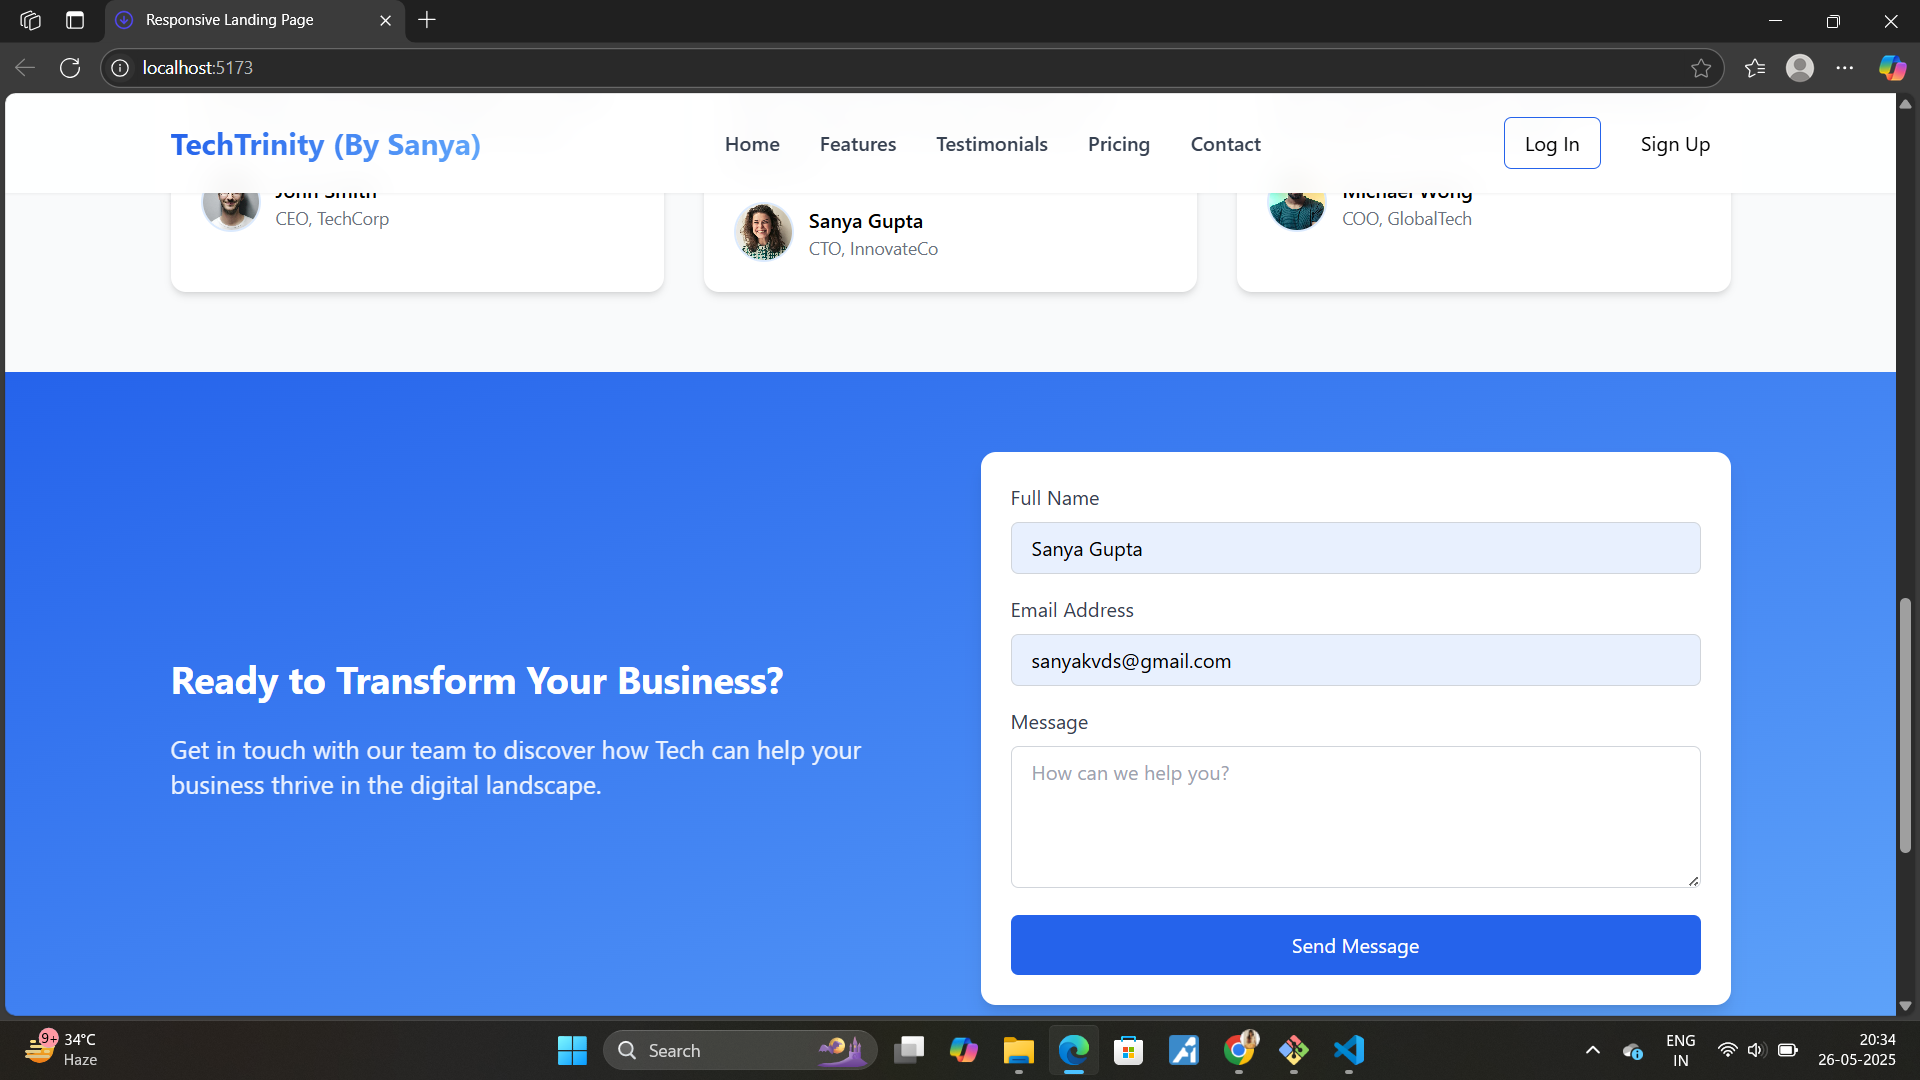 Responsive Landing Page
localhost:5173
TechTrinity (By Sanya)
Home
Features
Testimonials
Pricing
Contact
Log In
Sign Up
John Smith
CEO, TechCorp
Sanya Gupta
CTO, InnovateCo
Michael Wong
COO, GlobalTech
Ready to Transform Your Business?
Get in touch with our team to discover how Tech can help your
business thrive in the digital landscape.
Full Name
Sanya Gupta
Email Address
sanyakvds@gmail.com
Message
How can we help you?
Send Message
9+
34°C
Haze
Search
ENG
IN
20:34
26-05-2025